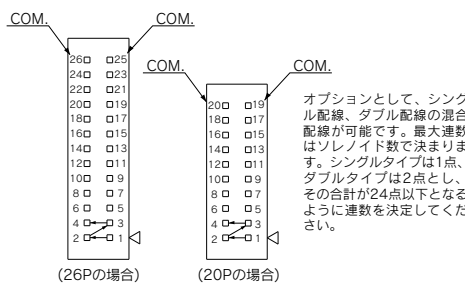 COM. COM.
26 25
24 23
22 21
20 19
18 17
16 15
14 13
12 11
10 9
8 7
6 5
4 3
2 1
(26Pの場合)
COM. COM.
20 19
18 17
16 15
14 13
12 11
10 9
8 7
6 5
4 3
2 1
(20Pの場合)
オプションとして、シング
ル配線、ダブル配線の混合
配線が可能です。最大連数
はソレノイド数で決まりま
す。シングルタイプは1点、
ダブルタイプは2点とし、
その合計が24点以下となる
ように連数を決定してくだ
さい。